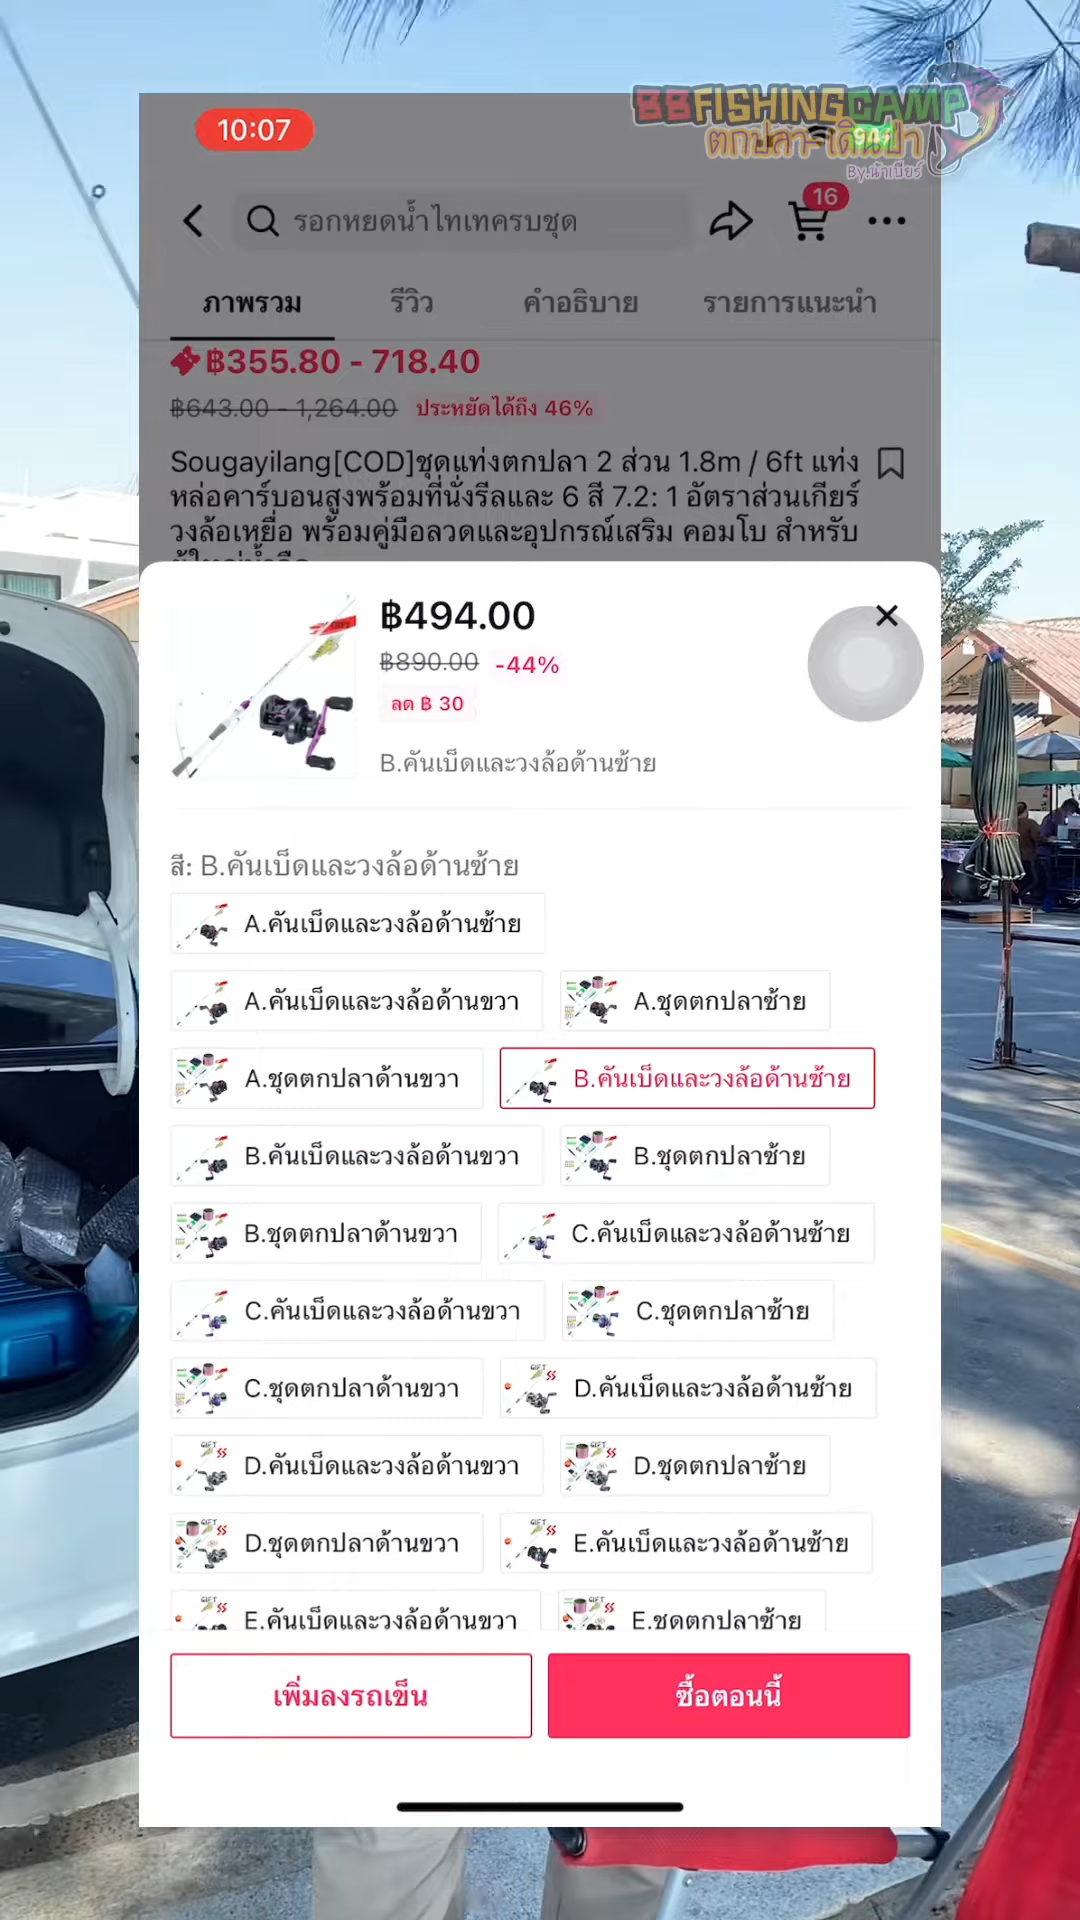 BBFISHINGCAMP
ตกปลา-เดินป่า
By.น้าเบียร์
10:07
94
รอกหยดน้ำไทเทครบชุด
16
ภาพรวม
รีวิว
คำอธิบาย
รายการแนะนำ
฿355.80 - 718.40
฿643.00 - 1,264.00 ประหยัดได้ถึง 46%
Sougayilang[COD]ชุดแท่งตกปลา 2 ส่วน 1.8m / 6ft แท่ง
หล่อคาร์บอนสูงพร้อมที่นั่งรีลและ 6 สี 7.2: 1 อัตราส่วนเกียร์
วงล้อเหยื่อ พร้อมคู่มือลวดและอุปกรณ์เสริม คอมโบ สำหรับ
฿494.00
฿890.00 -44%
ลด ฿ 30
B.คันเบ็ดและวงล้อด้านซ้าย
สี: B.คันเบ็ดและวงล้อด้านซ้าย
A.คันเบ็ดและวงล้อด้านซ้าย
A.คันเบ็ดและวงล้อด้านขวา
A.ชุดตกปลาซ้าย
A.ชุดตกปลาด้านขวา
B.คันเบ็ดและวงล้อด้านซ้าย
B.คันเบ็ดและวงล้อด้านขวา
B.ชุดตกปลาซ้าย
B.ชุดตกปลาด้านขวา
C.คันเบ็ดและวงล้อด้านซ้าย
C.คันเบ็ดและวงล้อด้านขวา
C.ชุดตกปลาซ้าย
C.ชุดตกปลาด้านขวา
GIFT
D.คันเบ็ดและวงล้อด้านซ้าย
GIFT
D.คันเบ็ดและวงล้อด้านขวา
GIFT
D.ชุดตกปลาซ้าย
GIFT
D.ชุดตกปลาด้านขวา
GIFT
E.คันเบ็ดและวงล้อด้านซ้าย
GIFT
E.คันเบ็ดและวงล้อด้านขวา
GIFT
E.ชุดตกปลาซ้าย
เพิ่มลงรถเข็น
ซื้อตอนนี้